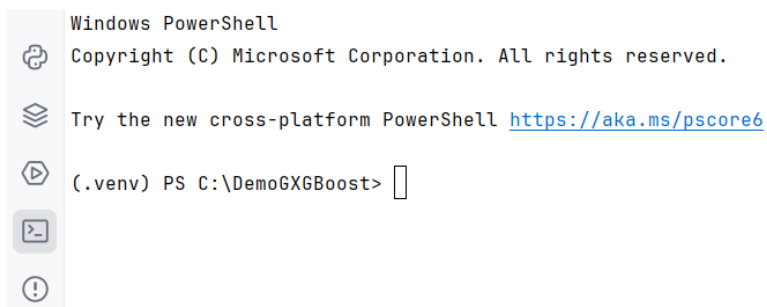 Windows PowerShell
Copyright (C) Microsoft Corporation. All rights reserved.
Try the new cross-platform PowerShell https://aka.ms/pscore6
(.venv) PS C:\DemoGXGBoost>